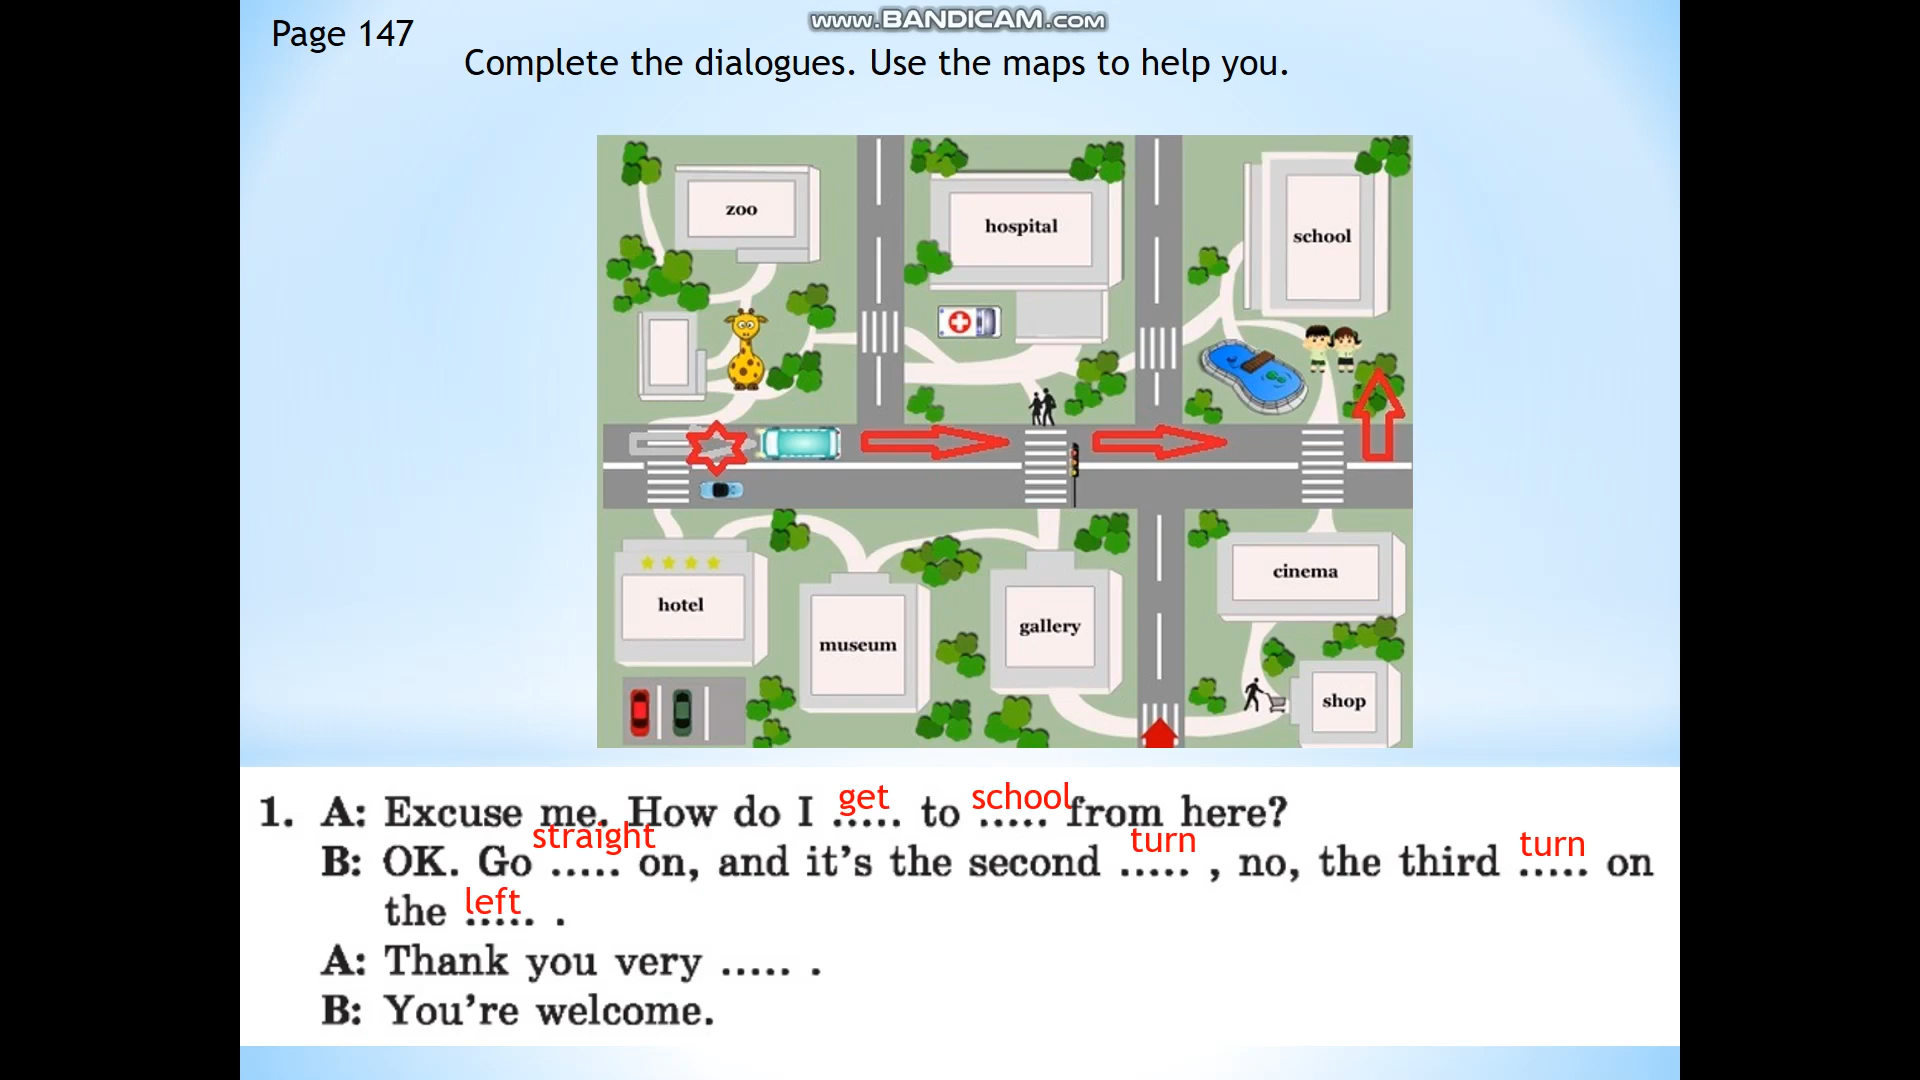 www.BANDICAM.com
Page 147
Complete the dialogues. Use the maps to help you.
zoo
hospital
school
hotel
museum
gallery
cinema
shop
1. A: Excuse me. How do I get to school from here?
B: OK. Go straight on, and it's the second turn, no, the third turn on
the left.
A: Thank you very ..... .
B: You're welcome.